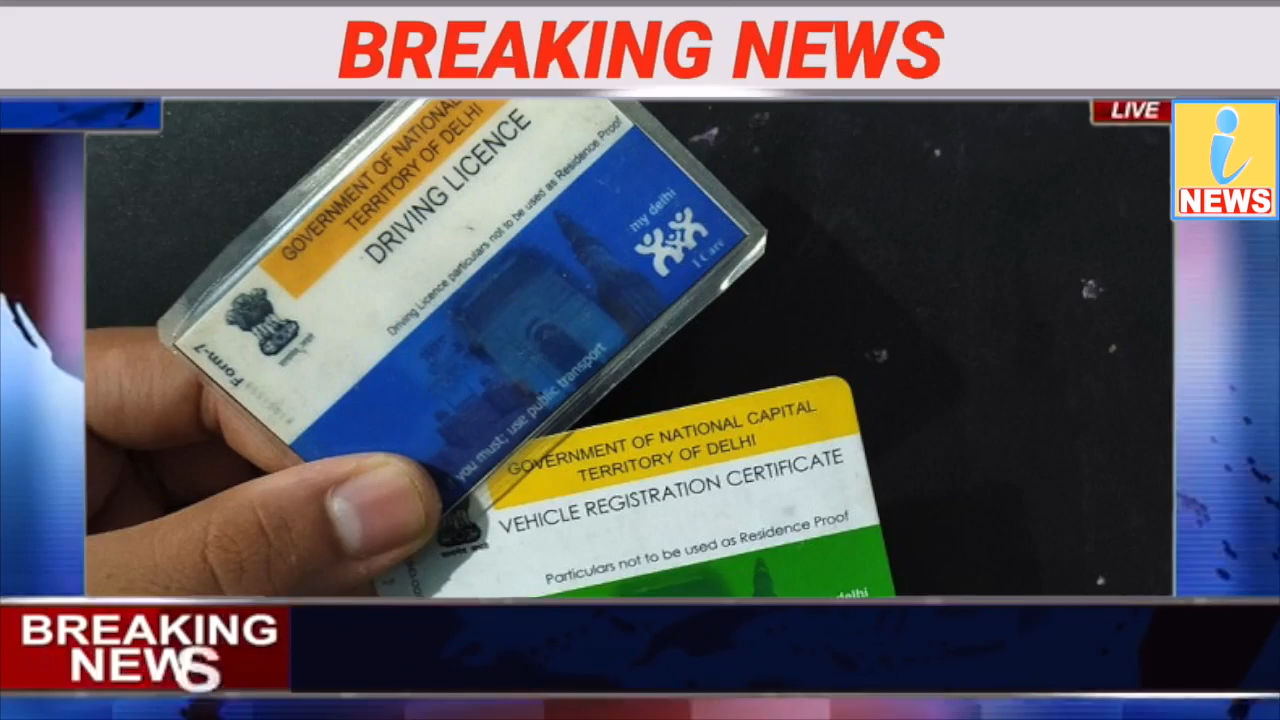 BREAKING NEWS
LIVE
i
NEWS
GOVERNMENT OF NATIONAL
TERRITORY OF DELHI
DRIVING LICENCE
Driving Licence particulars not to be used as Residence Proof
my delhi
I Care
Form-7
you must; use public transport
GOVERNMENT OF NATIONAL CAPITAL
TERRITORY OF DELHI
VEHICLE REGISTRATION CERTIFICATE
Particulars not to be used as Residence Proof
delhi
BREAKING
NEWS